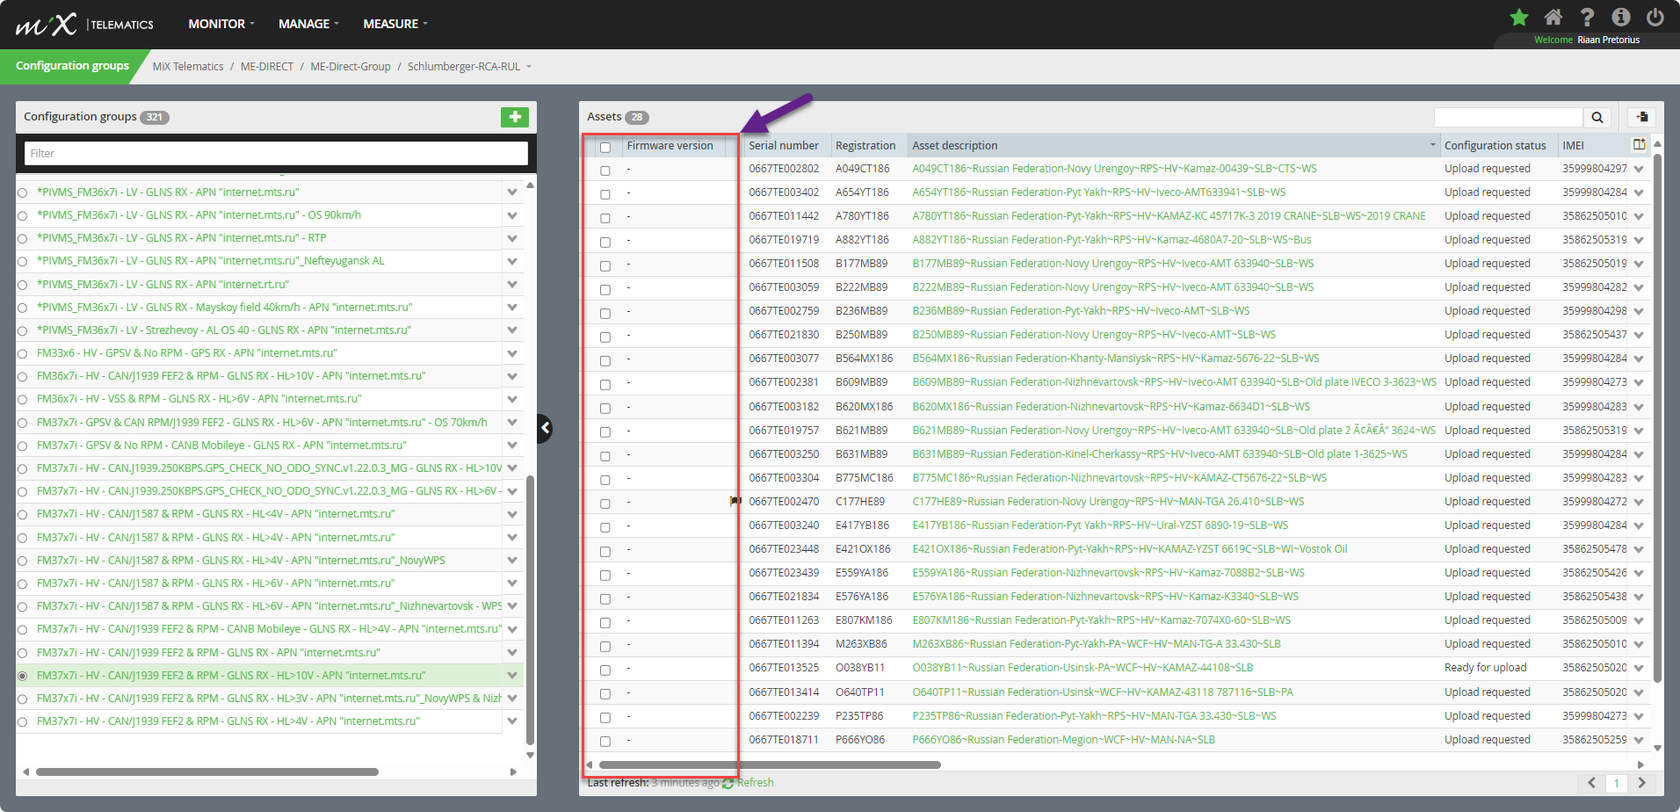 mix | TELEMATICS MONITOR MANAGE MEASURE
Welcome Riaan Pretorius
Configuration groups MiX Telematics / ME-DIRECT / ME-Direct-Group / Schlumberger-RCA-RUL
Configuration groups 321
Filter
*PIVMS_FM36x7i - LV - GLNS RX - APN "internet.mts.ru"
*PIVMS_FM36x7i - LV - GLNS RX - APN "internet.mts.ru" - OS 90km/h
*PIVMS_FM36x7i - LV - GLNS RX - APN "internet.mts.ru" - RTP
*PIVMS_FM36x7i - LV - GLNS RX - APN "internet.mts.ru"_Nefteyugansk AL
*PIVMS_FM36x7i - LV - GLNS RX - APN "internet.rt.ru"
*PIVMS_FM36x7i - LV - GLNS RX - Mayskoy field 40km/h - APN "internet.mts.ru"
*PIVMS_FM36x7i - LV - Strezhevoy - AL OS 40 - GLNS RX - APN "internet.mts.ru"
FM33x6 - HV - GPSV & No RPM - GPS RX - APN "internet.mts.ru"
FM36x7i - HV - CAN/J1939 FEF2 & RPM - GLNS RX - HL>10V - APN "internet.mts.ru"
FM36x7i - HV - VSS & RPM - GLNS RX - HL>6V - APN "internet.mts.ru"
FM37x7i - GPSV & CAN RPM/J1939 FEF2 - GLNS RX - HL>6V - APN "internet.mts.ru" - OS 70km/h
FM37x7i - GPSV & No RPM - CANB Mobileye - GLNS RX - APN "internet.mts.ru"
FM37x7i - HV - CAN.J1939.250KBPS.GPS_CHECK_NO_ODO_SYNC.v1.22.0.3_MG - GLNS RX - HL>10V
FM37x7i - HV - CAN.J1939.250KBPS.GPS_CHECK_NO_ODO_SYNC.v1.22.0.3_MG - GLNS RX - HL>6V -
FM37x7i - HV - CAN/J1587 & RPM - GLNS RX - HL<4V - APN "internet.mts.ru"
FM37x7i - HV - CAN/J1587 & RPM - GLNS RX - HL>4V - APN "internet.mts.ru"
FM37x7i - HV - CAN/J1587 & RPM - GLNS RX - HL>4V - APN "internet.mts.ru"_NovyWPS
FM37x7i - HV - CAN/J1587 & RPM - GLNS RX - HL>6V - APN "internet.mts.ru"
FM37x7i - HV - CAN/J1587 & RPM - GLNS RX - HL>6V - APN "internet.mts.ru"_Nizhnevartovsk - WPS
FM37x7i - HV - CAN/J1939 FEF2 & RPM - CANB Mobileye - GLNS RX - HL>4V - APN "internet.mts.ru"
FM37x7i - HV - CAN/J1939 FEF2 & RPM - GLNS RX - APN "internet.mts.ru"
FM37x7i - HV - CAN/J1939 FEF2 & RPM - GLNS RX - HL>10V - APN "internet.mts.ru"
FM37x7i - HV - CAN/J1939 FEF2 & RPM - GLNS RX - HL>3V - APN "internet.mts.ru"_NovyWPS & Nizh
FM37x7i - HV - CAN/J1939 FEF2 & RPM - GLNS RX - HL>4V - APN "internet.mts.ru"
Assets 28
Firmware version Serial number Registration Asset description Configuration status IMEI
- 0667TE002802 A049CT186 A049CT186~Russian Federation-Novy Urengoy~RPS~HV~Kamaz-00439~SLB~CTS~WS Upload requested 35999804297
- 0667TE003402 A654YT186 A654YT186~Russian Federation-Pyt Yakh~RPS~HV~Iveco-AMT633941~SLB~WS Upload requested 35999804284
- 0667TE011442 A780YT186 A780YT186~Russian Federation-Pyt-Yakh~RPS~HV~KAMAZ-KC 45717K-3 2019 CRANE~SLB~WS~2019 CRANE Upload requested 35862505010
- 0667TE019719 A882YT186 A882YT186~Russian Federation-Pyt-Yakh~RPS~HV~Kamaz-4680A7-20~SLB~WS~Bus Upload requested 35862505319
- 0667TE011508 B177MB89 B177MB89~Russian Federation-Novy Urengoy~RPS~HV~Iveco-AMT 633940~SLB~WS Upload requested 35862505019
- 0667TE003059 B222MB89 B222MB89~Russian Federation-Novy Urengoy~RPS~HV~Iveco-AMT 633940~SLB~WS Upload requested 35999804282
- 0667TE002759 B236MB89 B236MB89~Russian Federation-Pyt-Yakh~RPS~HV~Iveco-AMT~SLB~WS Upload requested 35999804298
- 0667TE021830 B250MB89 B250MB89~Russian Federation-Novy Urengoy~RPS~HV~Iveco-AMT~SLB~WS Upload requested 35862505437
- 0667TE003077 B564MX186 B564MX186~Russian Federation-Khanty-Mansiysk~RPS~HV~Kamaz-5676-22~SLB~WS Upload requested 35999804284
- 0667TE002381 B609MB89 B609MB89~Russian Federation-Nizhnevartovsk~RPS~HV~Iveco-AMT 633940~SLB~Old plate IVECO 3-3623~WS Upload requested 35999804273
- 0667TE003182 B620MX186 B620MX186~Russian Federation-Nizhnevartovsk~RPS~HV~Kamaz-6634D1~SLB~WS Upload requested 35999804283
- 0667TE019757 B621MB89 B621MB89~Russian Federation-Novy Urengoy~RPS~HV~Iveco-AMT 633940~SLB~Old plate 2 Ã¢Â€Â" 3624~WS Upload requested 35862505319
- 0667TE003250 B631MB89 B631MB89~Russian Federation-Kinel-Cherkassy~RPS~HV~Iveco-AMT 633940~SLB~Old plate 1-3625~WS Upload requested 35999804284
- 0667TE003304 B775MC186 B775MC186~Russian Federation-Nizhnevartovsk~RPS~HV~KAMAZ-CT5676-22~SLB~WS Upload requested 35999804283
- 0667TE002470 C177HE89 C177HE89~Russian Federation-Novy Urengoy~RPS~HV~MAN-TGA 26.410~SLB~WS Upload requested 35999804272
- 0667TE003240 E417YB186 E417YB186~Russian Federation-Pyt Yakh~RPS~HV~Ural-YZST 6890-19~SLB~WS Upload requested 35999804284
- 0667TE023448 E421OX186 E421OX186~Russian Federation-Pyt-Yakh~RPS~HV~KAMAZ-YZST 6619C~SLB~WI~Vostok Oil Upload requested 35862505478
- 0667TE023439 E559YA186 E559YA186~Russian Federation-Nizhnevartovsk~RPS~HV~Kamaz-7088B2~SLB~WS Upload requested 35862505426
- 0667TE021834 E576YA186 E576YA186~Russian Federation-Nizhnevartovsk~RPS~HV~Kamaz-K3340~SLB~WS Upload requested 35862505438
- 0667TE011263 E807KM186 E807KM186~Russian Federation-Pyt-Yakh~RPS~HV~Kamaz-7074X0-60~SLB~WS Upload requested 35862505009
- 0667TE011394 M263XB86 M263XB86~Russian Federation-Pyt-Yakh-PA~WCF~HV~MAN-TG-A 33.430~SLB Upload requested 35862505010
- 0667TE013525 O038YB11 O038YB11~Russian Federation-Usinsk-PA~WCF~HV~KAMAZ-44108~SLB Ready for upload 35862505020
- 0667TE013414 O640TP11 O640TP11~Russian Federation-Usinsk~WCF~HV~KAMAZ-43118 787116~SLB~PA Upload requested 35862505020
- 0667TE002239 P235TP86 P235TP86~Russian Federation-Pyt-Yakh~RPS~HV~MAN-TGA 33.430~SLB~WS Upload requested 35999804273
- 0667TE018711 P666YO86 P666YO86~Russian Federation-Megion~WCF~HV~MAN-NA~SLB Upload requested 35862505259
Last refresh: 3 minutes ago Refresh 1